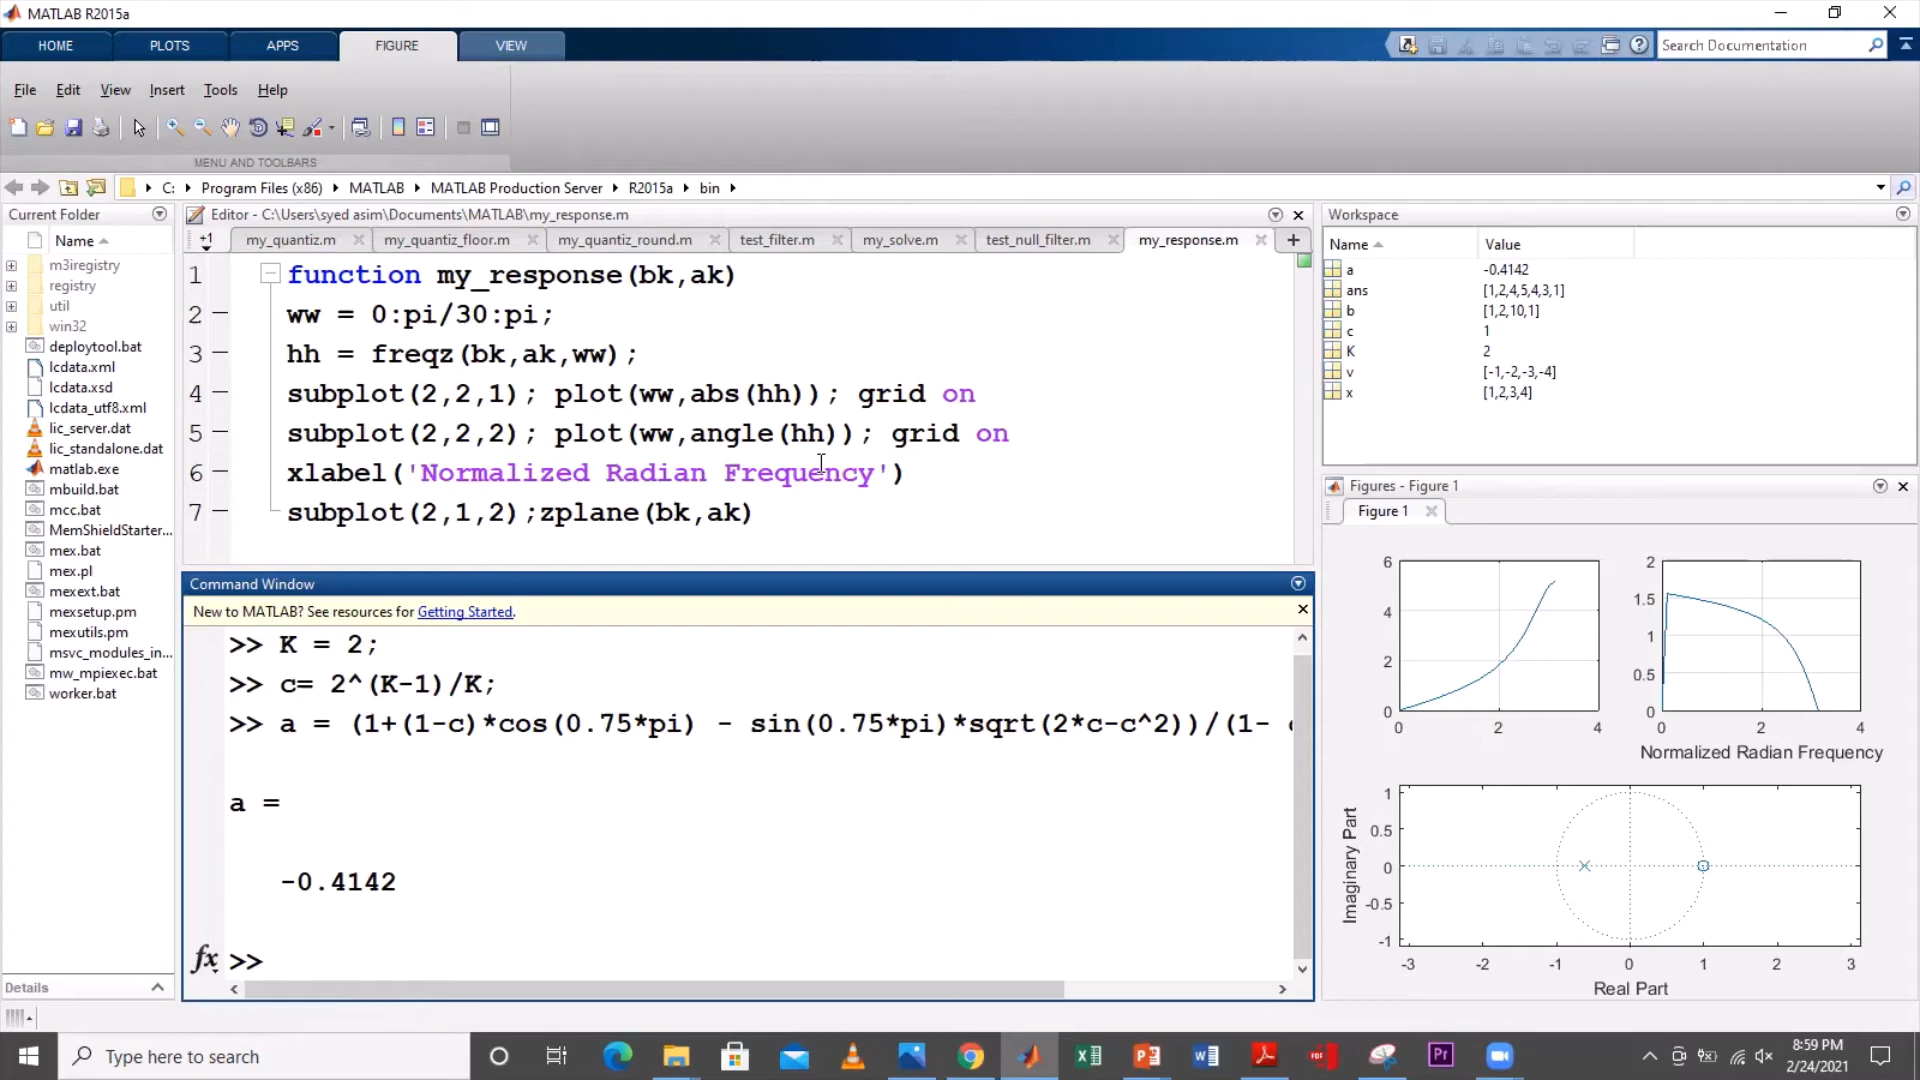 MATLAB R2015a
HOME PLOTS APPS FIGURE VIEW Search Documentation
File Edit View Insert Tools Help
MENU AND TOOLBARS
C: Program Files (x86) MATLAB MATLAB Production Server R2015a bin
Current Folder
Name
m3iregistry
registry
util
win32
deploytool.bat
lcdata.xml
lcdata.xsd
lcdata_utf8.xml
lic_server.dat
lic_standalone.dat
matlab.exe
mbuild.bat
mcc.bat
MemShieldStarter...
mex.bat
mex.pl
mexext.bat
mexsetup.pm
mexutils.pm
msvc_modules_in...
mw_mpiexec.bat
worker.bat
Details
Editor - C:\Users\syed asim\Documents\MATLAB\my_response.m
+1 my_quantiz.m my_quantiz_floor.m my_quantiz_round.m test_filter.m my_solve.m test_null_filter.m my_response.m
1 function my_response(bk,ak)
2 ww = 0:pi/30:pi;
3 hh = freqz(bk,ak,ww);
4 subplot(2,2,1); plot(ww,abs(hh)); grid on
5 subplot(2,2,2); plot(ww,angle(hh)); grid on
6 xlabel('Normalized Radian Frequency')
7 subplot(2,1,2);zplane(bk,ak)
Command Window
New to MATLAB? See resources for Getting Started.
>> K = 2;
>> c= 2^(K-1)/K;
>> a = (1+(1-c)*cos(0.75*pi) - sin(0.75*pi)*sqrt(2*c-c^2))/(1-
a =
-0.4142
fx >>
Workspace
Name Value
a -0.4142
ans [1,2,4,5,4,3,1]
b [1,2,10,1]
c 1
K 2
v [-1,-2,-3,-4]
x [1,2,3,4]
Figures - Figure 1
Figure 1
6
4
2
0
0 2 4
2
1.5
1
0.5
0
0 2 4
Normalized Radian Frequency
Imaginary Part
1
0.5
0
-0.5
-1
-3 -2 -1 0 1 2 3
Real Part
Type here to search
8:59 PM
2/24/2021